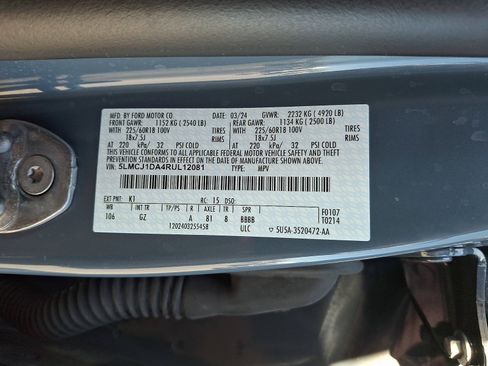 MFD. BY FORD MOTOR CO. 03/24 GVWR: 2232 KG ( 4920 LB)
FRONT GAWR: 1152 KG ( 2540 LB) REAR GAWR: 1134 KG ( 2500 LB)
WITH 225/60R18 100V TIRES WITH 225/60R18 100V TIRES
18x7.5J RIMS 18x7.5J RIMS
AT 220 kPa/ 32 PSI COLD AT 220 kPa/ 32 PSI COLD
THIS VEHICLE CONFORMS TO ALL APPLICABLE FEDERAL MOTOR VEHICLE SAFETY AND THEFT PREVENTION STANDARDS IN EFFECT ON THE DATE OF MANUFACTURE SHOWN ABOVE.
VIN: 5LMCJ1DA4RUL12081 TYPE: MPV
EXT PNT: K1 RC: 15 DSO: F0107
WB INT TR TP/PS R AXLE TR SPR T0214
106 GZ A 81 8 BBBB
1202403255458 ULC ▽ 5U5A-3520472-AA